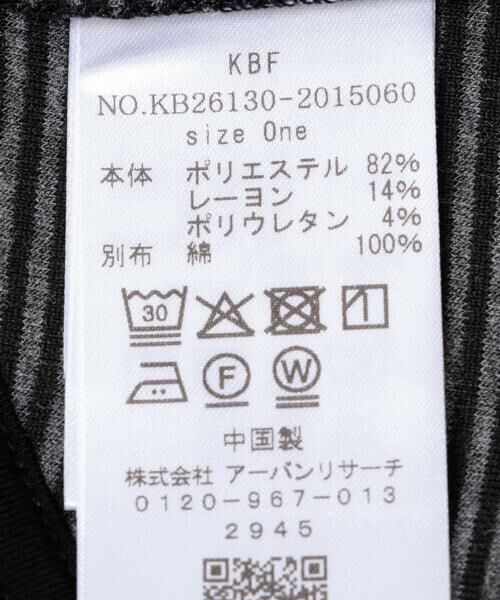 KBF
NO.KB26130-2015060
size One
本体 ポリエステル 82%
レーヨン 14%
ポリウレタン 4%
別布 綿 100%
30
F W
中国製
株式会社 アーバンリサーチ
0120-967-013
2945